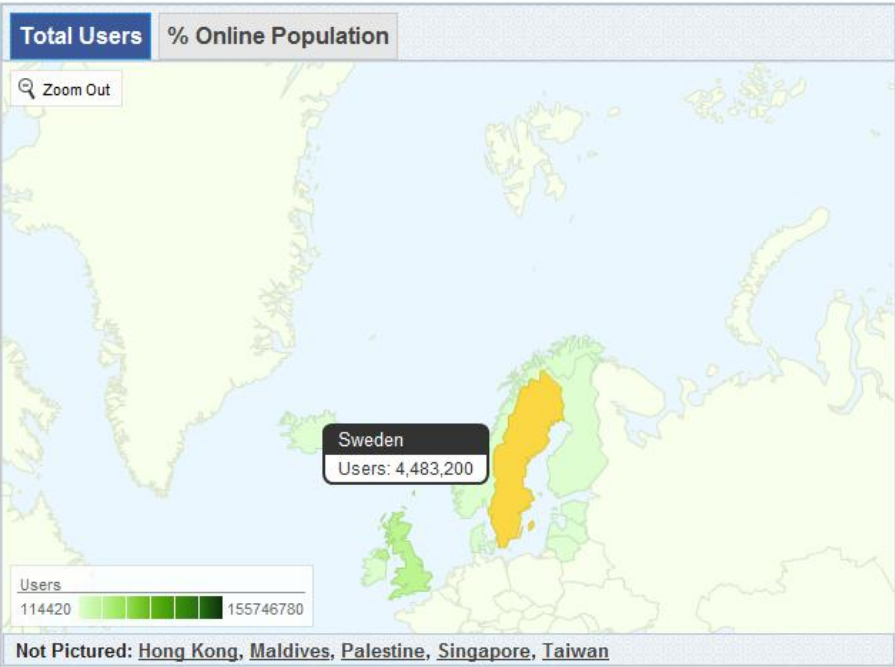 Total Users % Online Population
Zoom Out
Sweden
Users: 4,483,200
Users
114420 155746780
Not Pictured: Hong Kong, Maldives, Palestine, Singapore, Taiwan